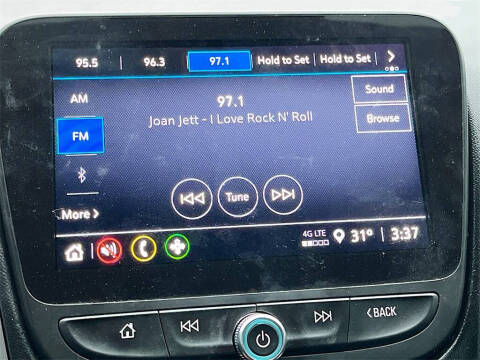 95.5 96.3 97.1 Hold to Set Hold to Set >
AM
97.1
Sound
Joan Jett - I Love Rock N' Roll
Browse
FM
Tune
More >
4G LTE 31° 3:37
<BACK